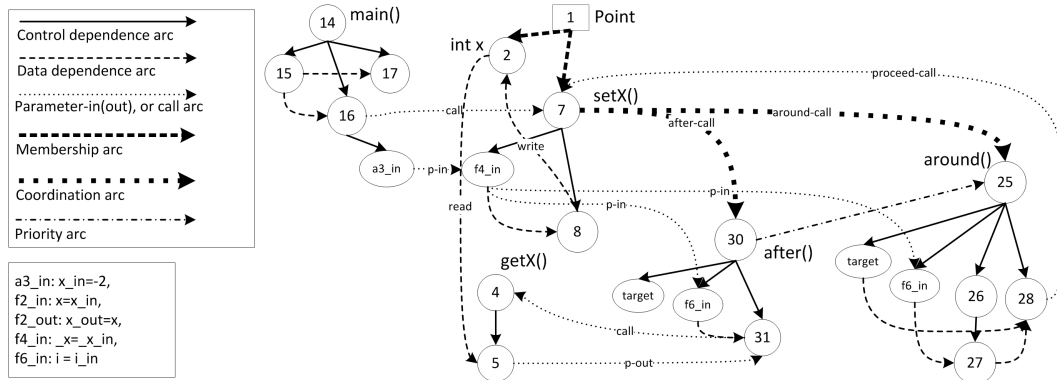 Control dependence arc
Data dependence arc
Parameter-in(out), or call arc
Membership arc
Coordination arc
Priority arc
a3_in: x_in=-2,
f2_in: x=x_in,
f2_out: x_out=x,
f4_in: _x=_x_in,
f6_in: i = i_in
main()
14
15
17
16
a3_in
call
p-in
1
Point
int x
2
7
setX()
write
f4_in
8
read
getX()
4
5
call
p-out
p-in
p-in
after-call
around-call
proceed-call
30
after()
target
f6_in
31
around()
25
target
f6_in
26
28
27